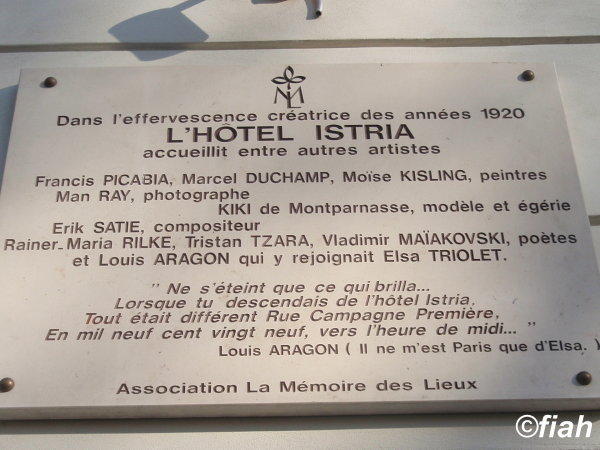 ML
Dans l'effervescence créatrice des années 1920
L'HÔTEL ISTRIA
accueillit entre autres artistes
Francis PICABIA, Marcel DUCHAMP, Moïse KISLING, peintres
Man RAY, photographe
KIKI de Montparnasse, modèle et égérie
Erik SATIE, compositeur
Rainer-Maria RILKE, Tristan TZARA, Vladimir MAÏAKOVSKI, poètes
et Louis ARAGON qui y rejoignait Elsa TRIOLET.
" Ne s'éteint que ce qui brilla...
Lorsque tu descendais de l'hôtel Istria,
Tout était différent Rue Campagne Première,
En mil neuf cent vingt neuf, vers l'heure de midi... "
Louis ARAGON ( Il ne m'est Paris que d'Elsa. )
Association La Mémoire des Lieux
©fiah